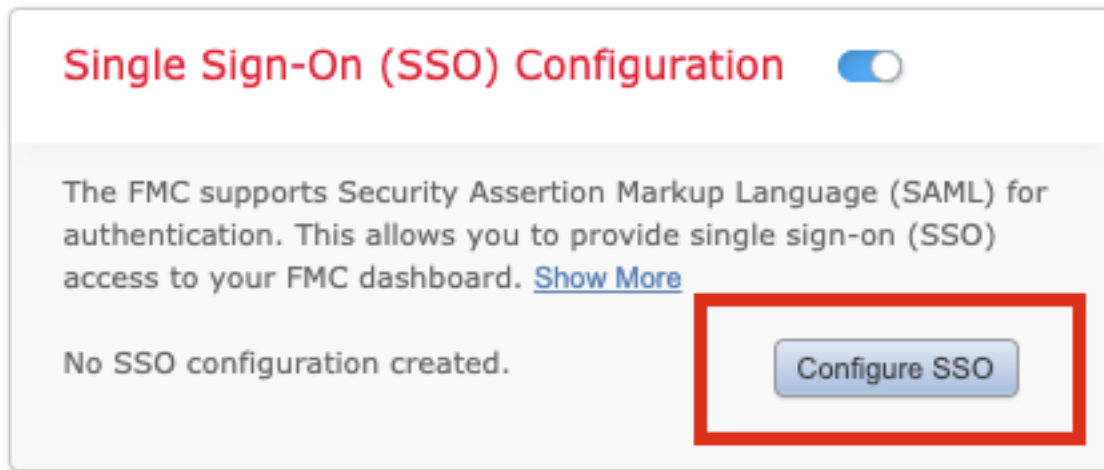 Single Sign-On (SSO) Configuration
The FMC supports Security Assertion Markup Language (SAML) for
authentication. This allows you to provide single sign-on (SSO)
access to your FMC dashboard. Show More
No SSO configuration created.
Configure SSO